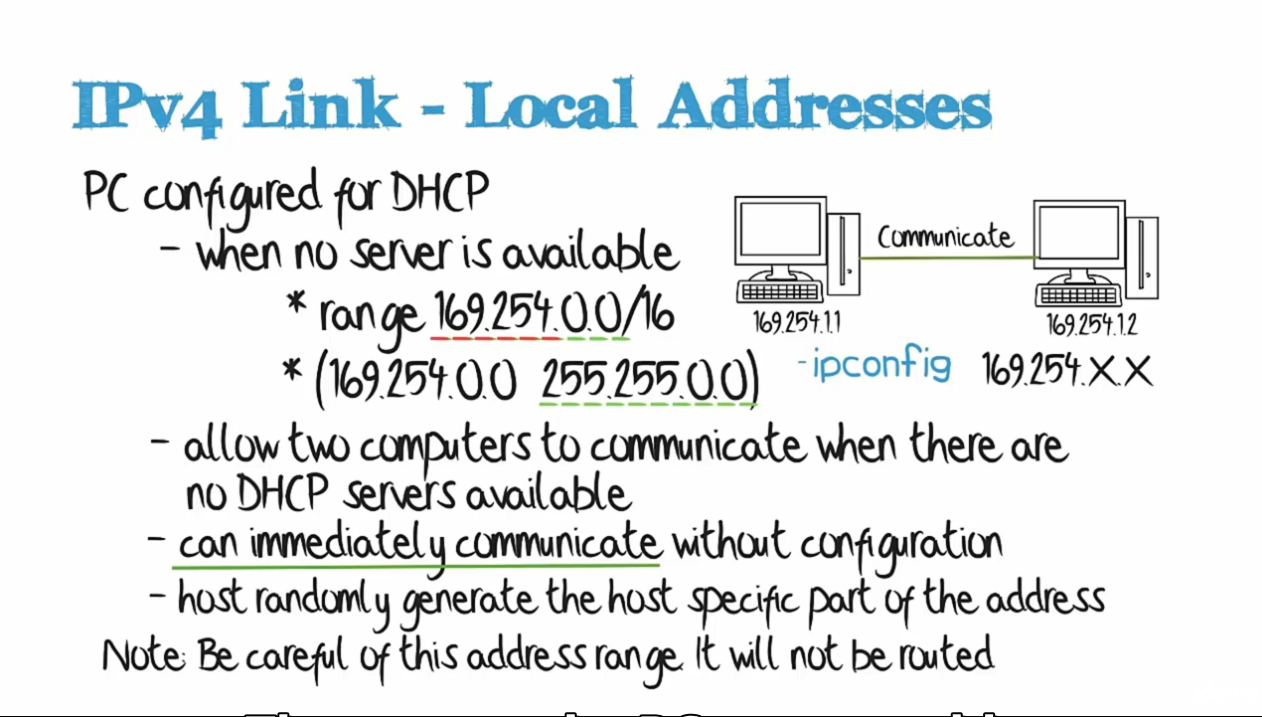 IPv4 Link - Local Addresses
PC configured for DHCP
- when no server is available
* range 169.254.0.0/16
* (169.254.0.0 255.255.0.0)
Communicate
169.254.1.1
169.254.1.2
- ipconfig 169.254.X.X
- allow two computers to communicate when there are
no DHCP servers available
- can immediately communicate without configuration
- host randomly generate the host specific part of the address
Note: Be careful of this address range. It will not be routed